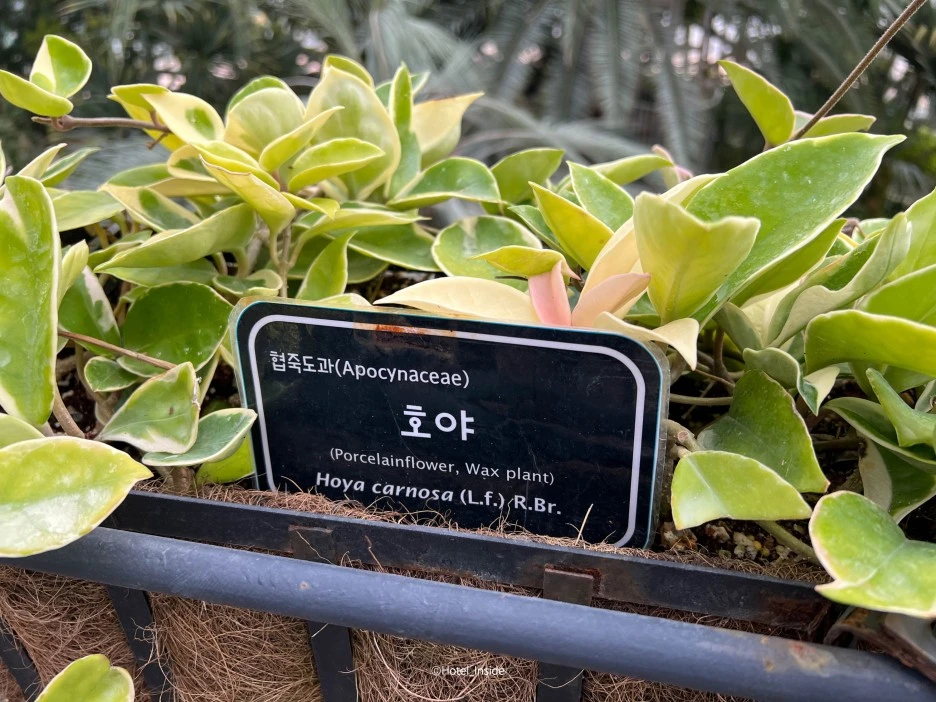 협죽도과(Apocynaceae)
호야
(Porcelainflower, Wax plant)
Hoya carnosa (L.f.) R.Br.
©Hotel_Inside